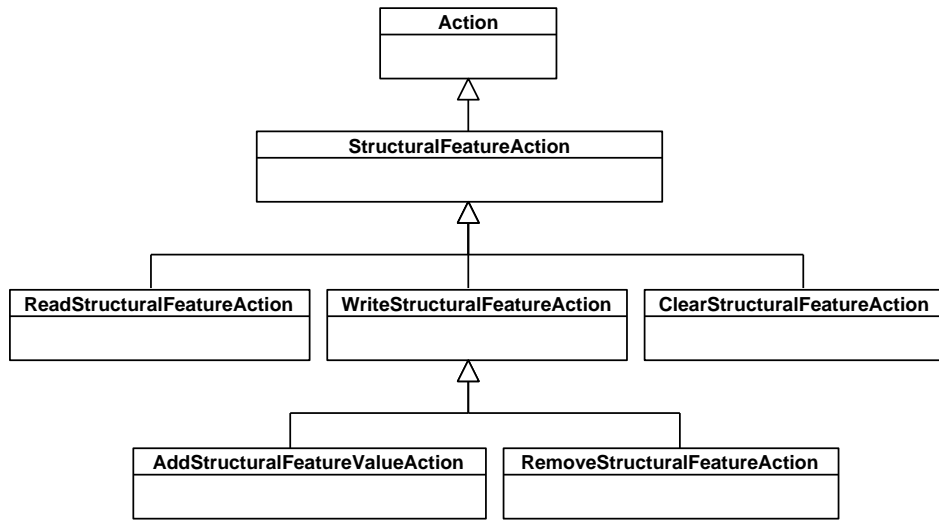 Action
StructuralFeatureAction
ReadStructuralFeatureAction
WriteStructuralFeatureAction
ClearStructuralFeatureAction
AddStructuralFeatureValueAction
RemoveStructuralFeatureAction